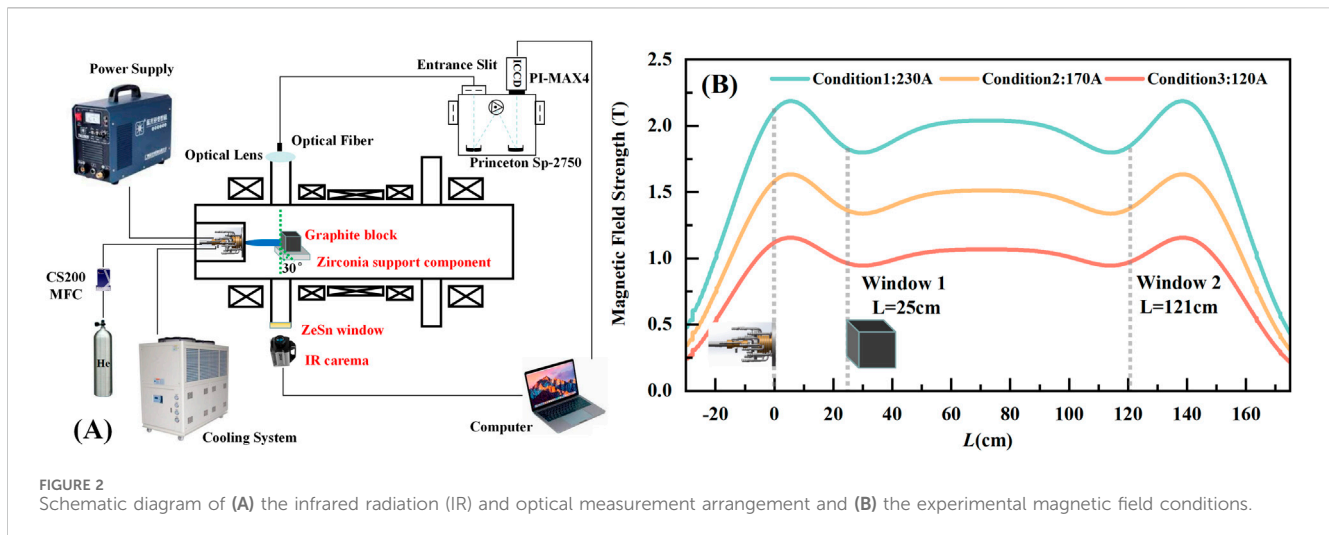 Power Supply
Entrance Slit
ICCD
PI-MAX4
Optical Fiber
Optical Lens
Princeton Sp-2750
Graphite block
30°
Zirconia support component
CS200
MFC
ZeSn window
IR carema
He
(A)
Cooling System
Computer
(B)
Condition1:230A
Condition2:170A
Condition3:120A
Magnetic Field Strength (T)
2.5
2.0
1.5
1.0
0.5
0.0
Window 1
L=25cm
Window 2
L=121cm
-20 0 20 40 60 80 100 120 140 160
L(cm)
FIGURE 2
Schematic diagram of (A) the infrared radiation (IR) and optical measurement arrangement and (B) the experimental magnetic field conditions.